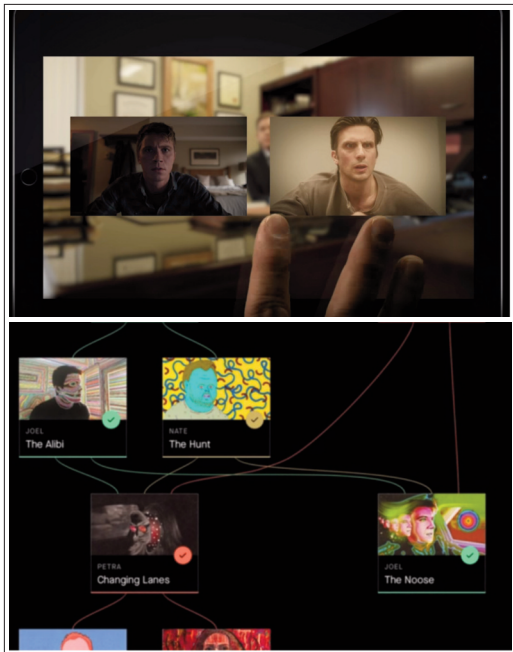 JOEL
The Alibi
NATE
The Hunt
PETRA
Changing Lanes
JOEL
The Noose